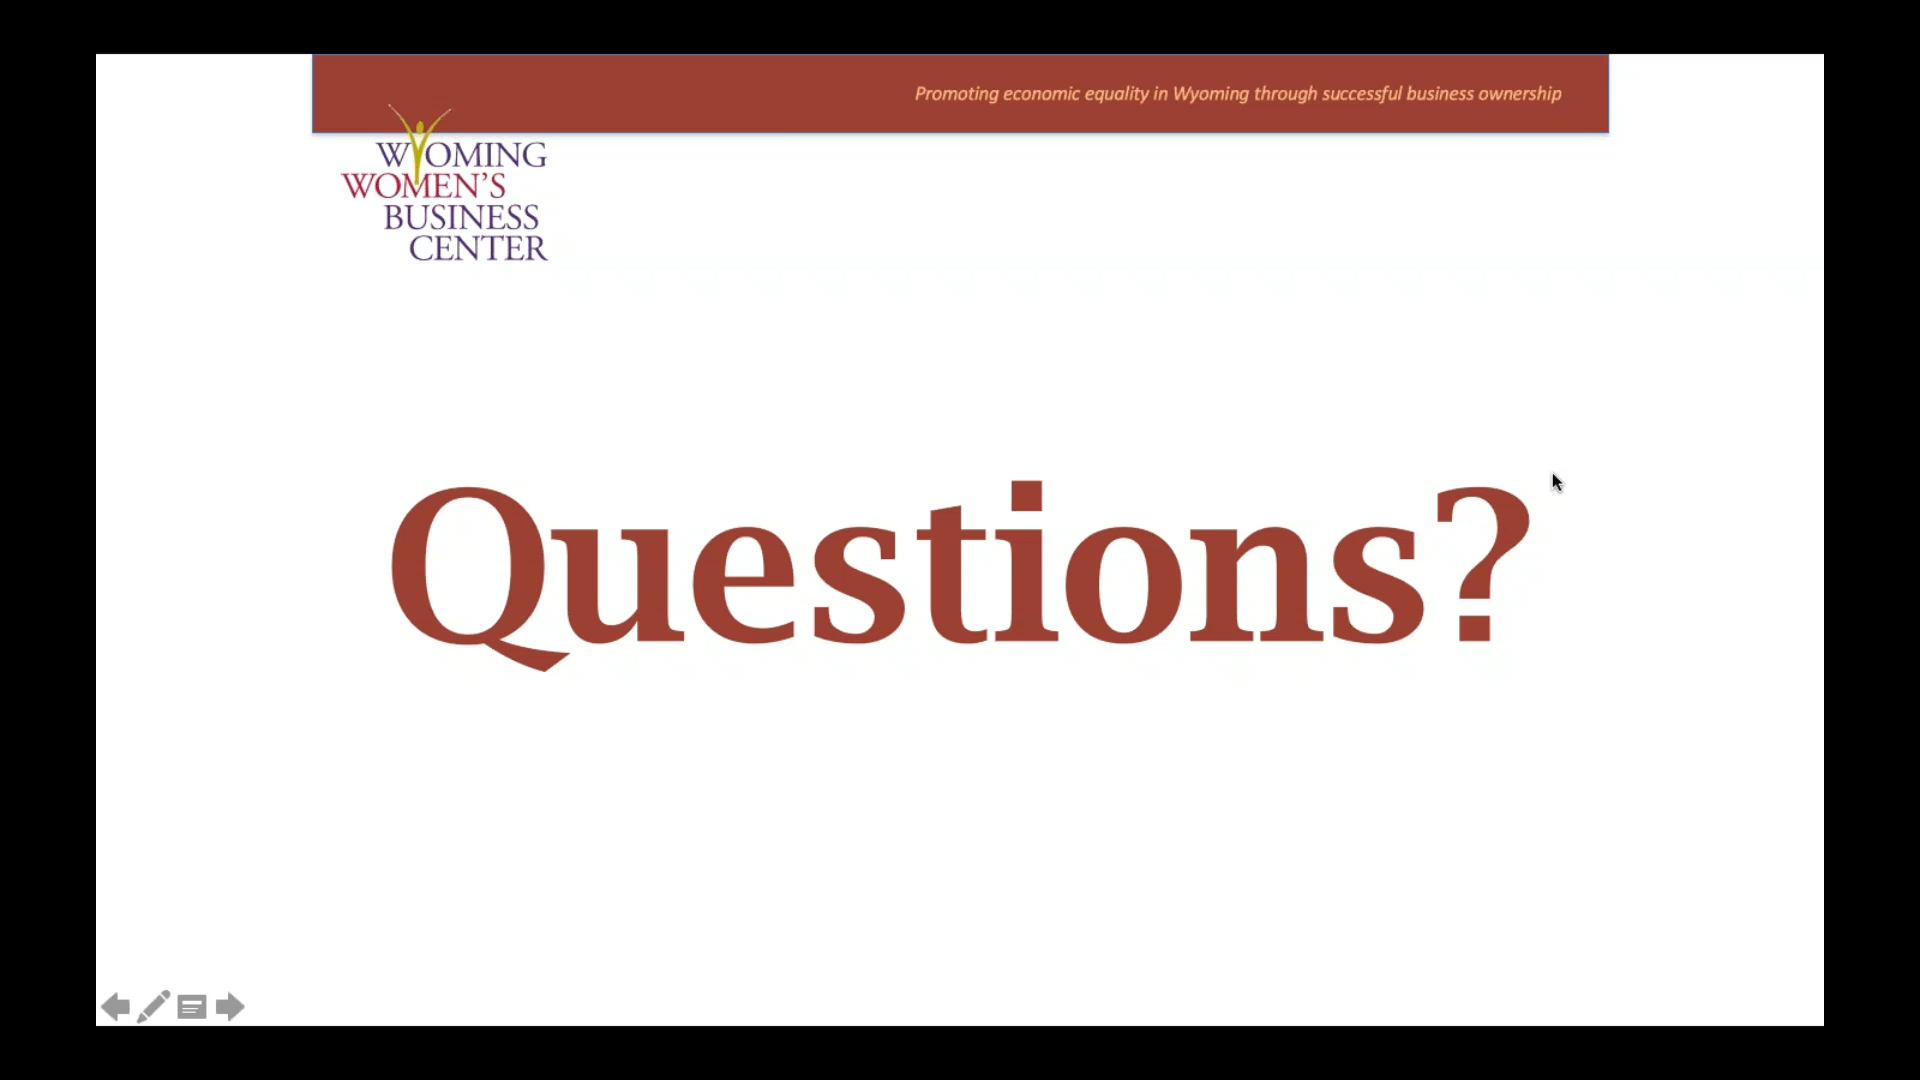 Promoting economic equality in Wyoming through successful business ownership
WYOMING
WOMEN'S
BUSINESS
CENTER
Questions?